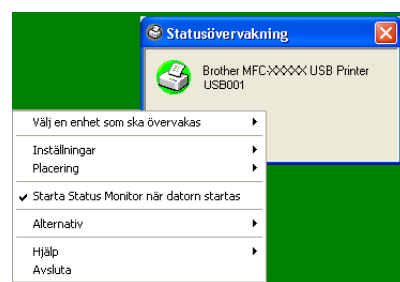 Statusövervakning
Brother MFC-XXXXX USB Printer
USB001
Välj en enhet som ska övervakas
Inställningar
Placering
Starta Status Monitor när datorn startas
Alternativ
Hjälp
Avsluta